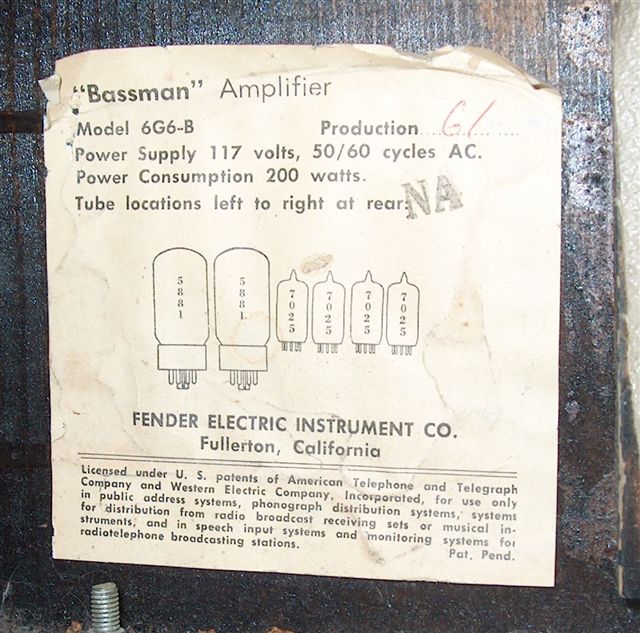 "Bassman" Amplifier
Model 6G6-B Production 61
Power Supply 117 volts, 50/60 cycles AC.
Power Consumption 200 watts.
Tube locations left to right at rear: NA
5881 5881 7025 7025 7025 7025
FENDER ELECTRIC INSTRUMENT CO.
Fullerton, California
Licensed under U. S. patents of American Telephone and Telegraph
Company and Western Electric Company, Incorporated, for use only
in public address systems, phonograph distribution systems, systems
for distribution from radio broadcast receiving sets or musical in-
struments, and in speech input systems and monitoring systems for
radiotelephone broadcasting stations. Pat. Pend.